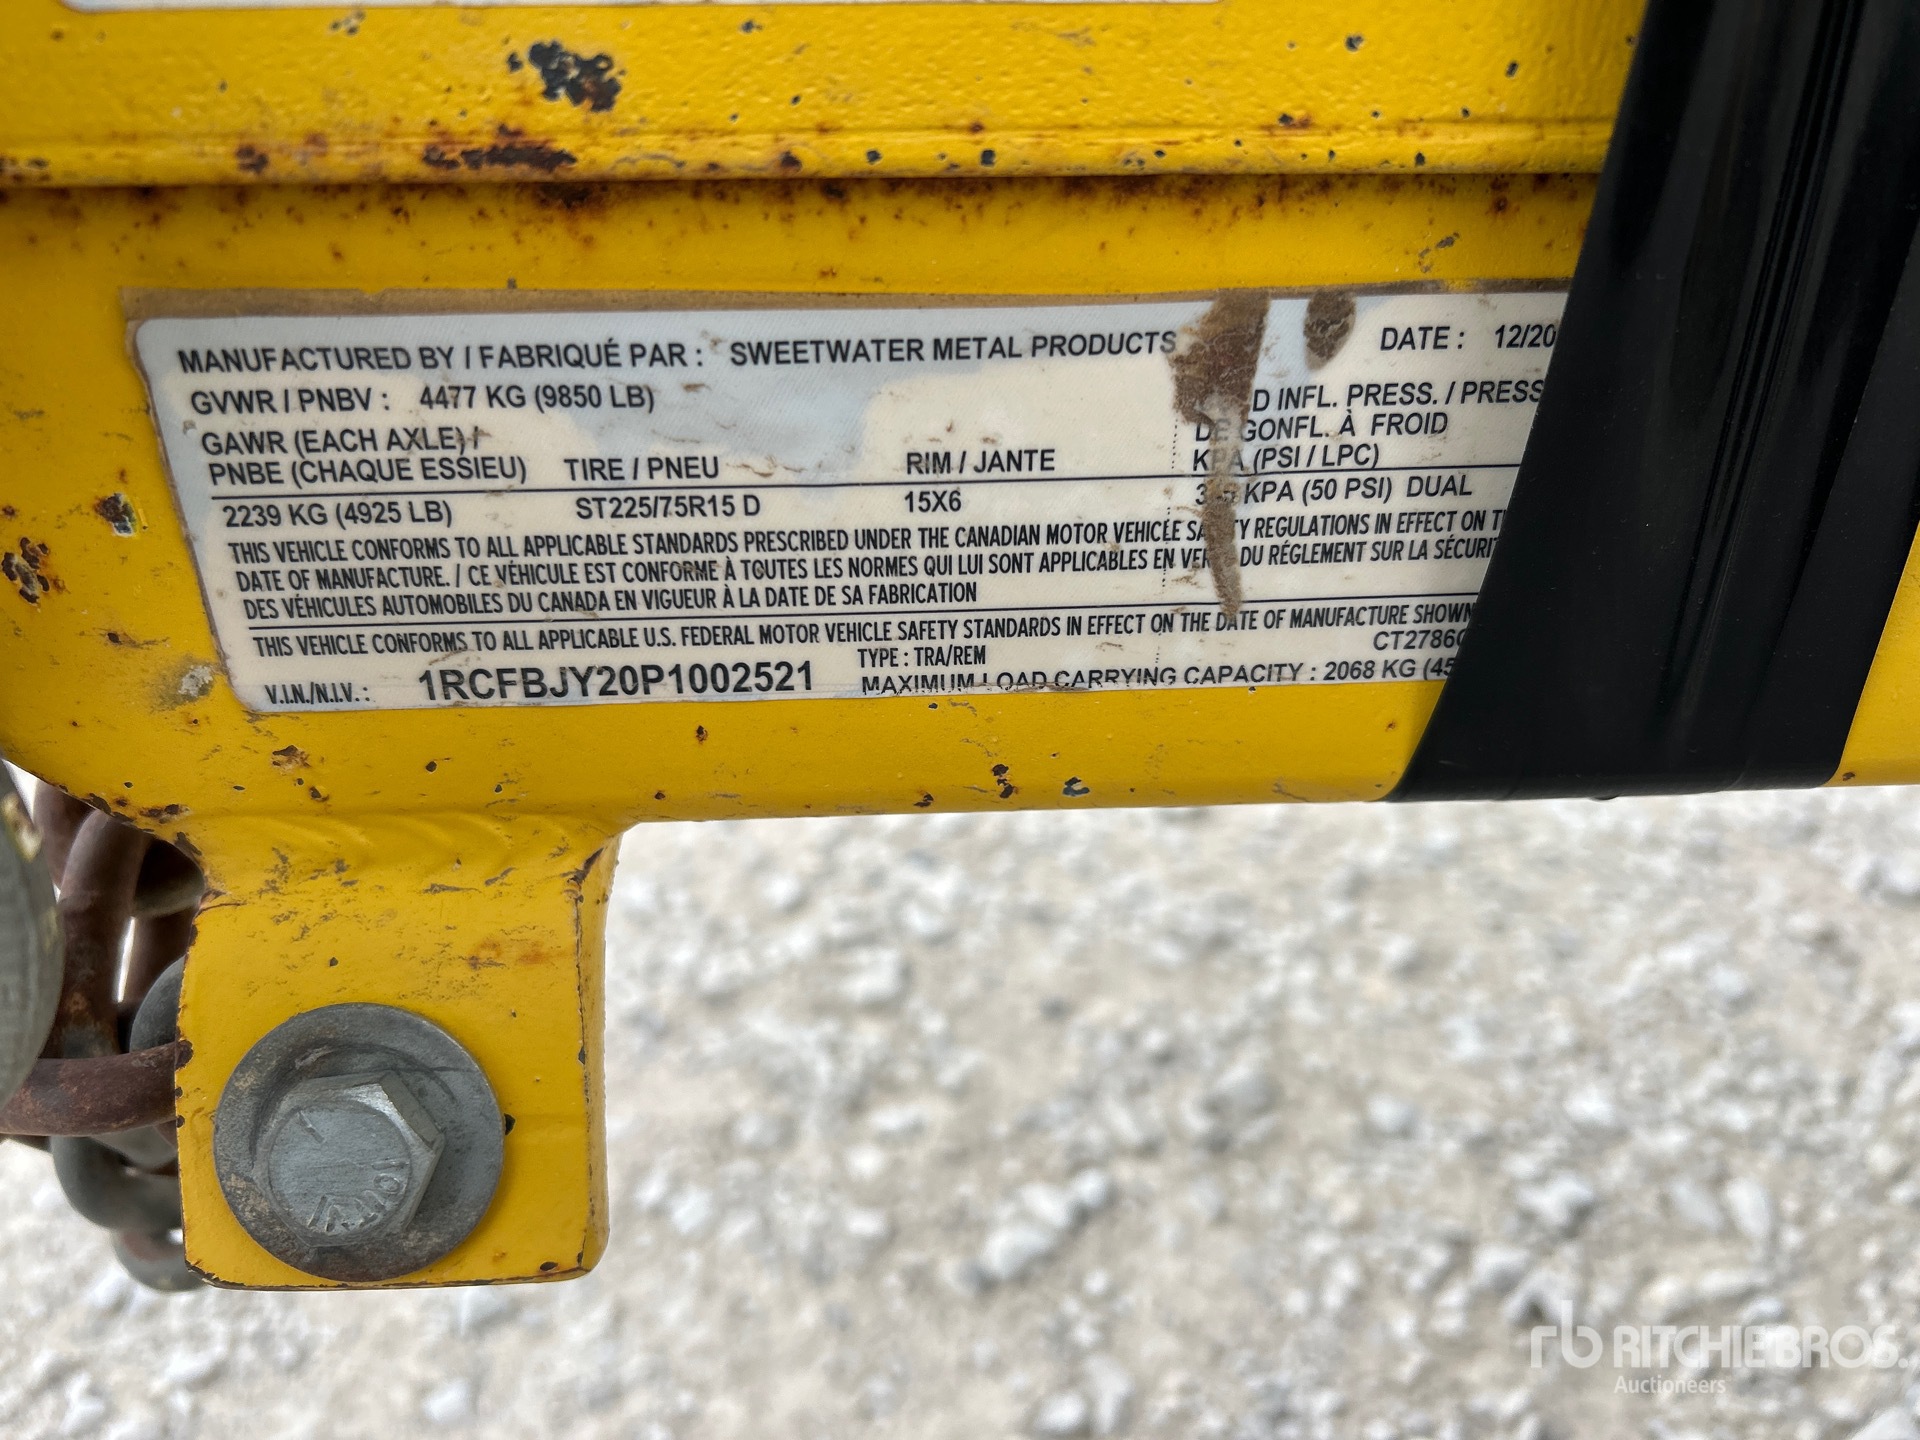 MANUFACTURED BY / FABRIQUÉ PAR : SWEETWATER METAL PRODUCTS DATE : 12/20
GVWR / PNBV : 4477 KG (9850 LB)
D INFL. PRESS. / PRESS
GAWR (EACH AXLE) / DE GONFL. À FROID
PNBE (CHAQUE ESSIEU) TIRE / PNEU RIM / JANTE KPA (PSI / LPC)
2239 KG (4925 LB) ST225/75R15 D 15X6 KPA (50 PSI) DUAL
THIS VEHICLE CONFORMS TO ALL APPLICABLE STANDARDS PRESCRIBED UNDER THE CANADIAN MOTOR VEHICLE SAFETY REGULATIONS IN EFFECT ON
DATE OF MANUFACTURE. / CE VÉHICULE EST CONFORME À TOUTES LES NORMES QUI LUI SONT APPLICABLES EN VERTU DU RÉGLEMENT SUR LA SÉCURIT
DES VÉHICULES AUTOMOBILES DU CANADA EN VIGUEUR À LA DATE DE SA FABRICATION
THIS VEHICLE CONFORMS TO ALL APPLICABLE U.S. FEDERAL MOTOR VEHICLE SAFETY STANDARDS IN EFFECT ON THE DATE OF MANUFACTURE SHOWN
TYPE : TRA/REM CT2786
V.I.N./N.I.V. : 1RCFBJY20P1002521 MAXIMUM LOAD CARRYING CAPACITY : 2068 KG (45
rb RITCHIE BROS.
Auctioneers